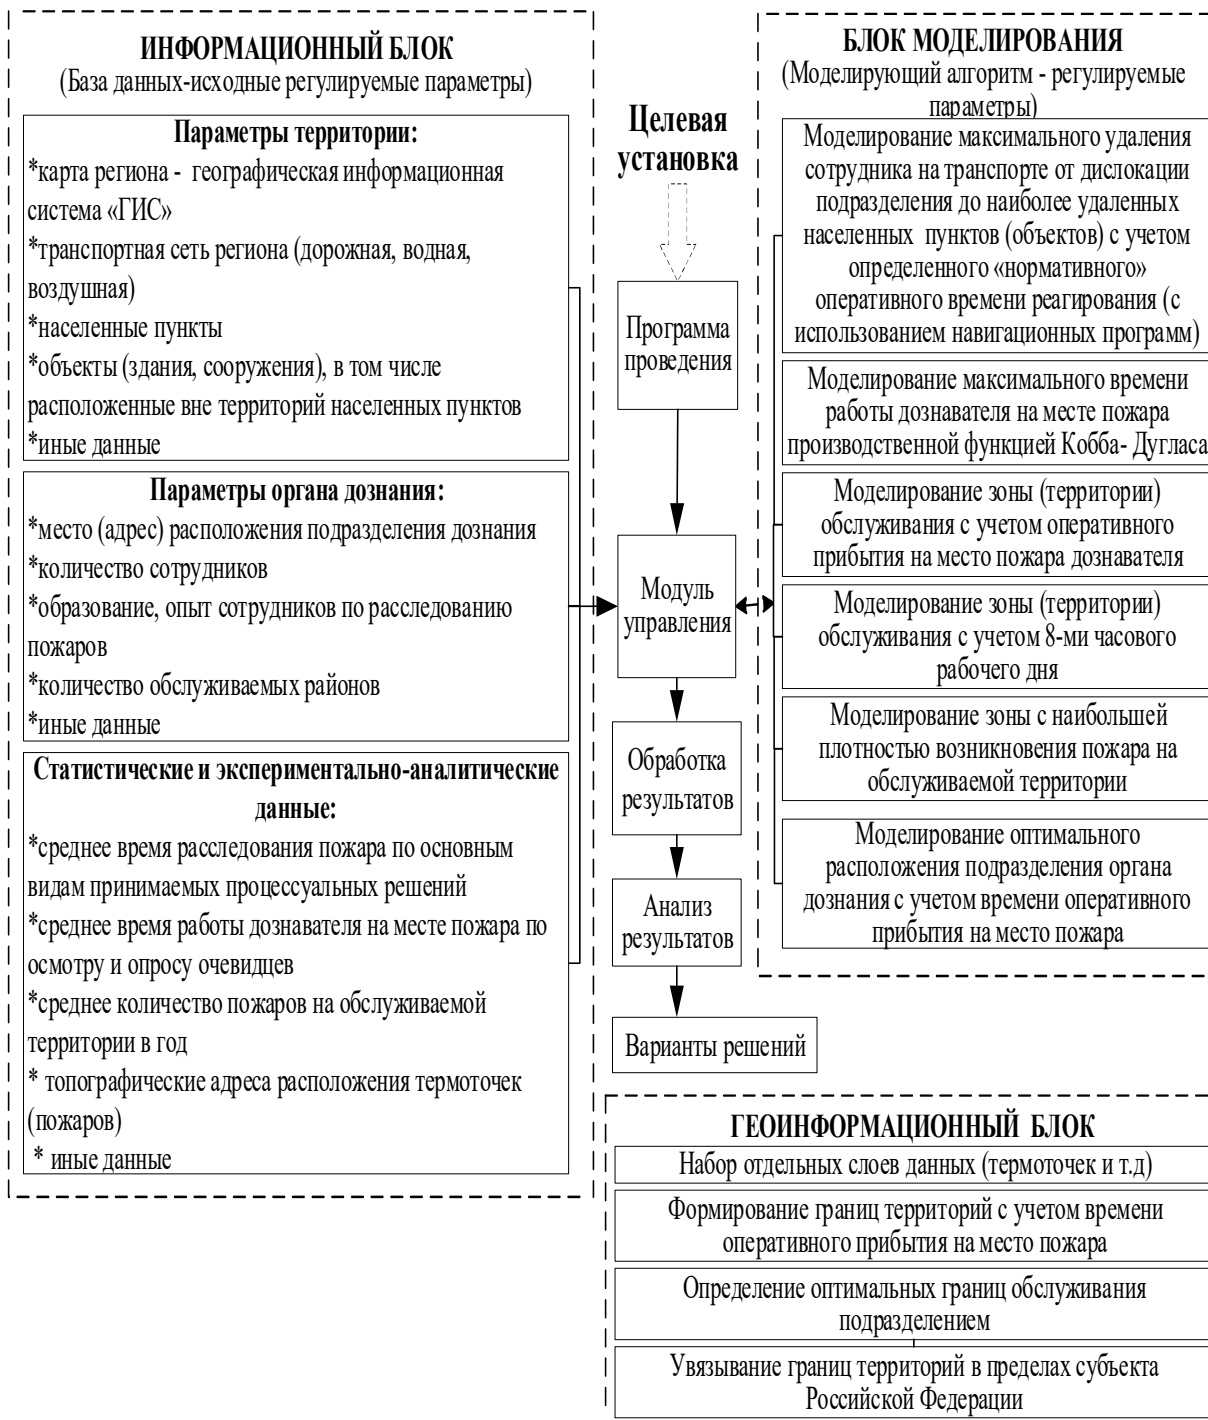 ИНФОРМАЦИОННЫЙ БЛОК
(База данных-исходные регулируемые параметры)
Параметры территории:
*карта региона - географическая информационная
система «ГИС»
*транспортная сеть региона (дорожная, водная,
воздушная)
*населенные пункты
*объекты (здания, сооружения), в том числе
расположенные вне территорий населенных пунктов
*иные данные
Параметры органа дознания:
*место (адрес) расположения подразделения дознания
*количество сотрудников
*образование, опыт сотрудников по расследованию
пожаров
*количество обслуживаемых районов
*иные данные
Статистические и экспериментально-аналитические
данные:
*среднее время расследования пожара по основным
видам принимаемых процессуальных решений
*среднее время работы дознавателя на месте пожара по
осмотру и опросу очевидцев
*среднее количество пожаров на обслуживаемой
территории в год
* топографические адреса расположения термоточек
(пожаров)
* иные данные
Целевая
установка
Программа
проведения
Модуль
управления
Обработка
результатов
Анализ
результатов
Варианты решений
БЛОК МОДЕЛИРОВАНИЯ
(Моделирующий алгоритм - регулируемые
параметры)
Моделирование максимального удаления
сотрудника на транспорте от дислокации
подразделения до наиболее удаленных
населенных пунктов (объектов) с учетом
определенного «нормативного»
оперативного времени реагирования (с
использованием навигационных программ)
Моделирование максимального времени
работы дознавателя на месте пожара
производственной функцией Кобба- Дугласа
Моделирование зоны (территории)
обслуживания с учетом оперативного
прибытия на место пожара дознавателя
Моделирование зоны (территории)
обслуживания с учетом 8-ми часового
рабочего дня
Моделирование зоны с наибольшей
плотностью возникновения пожара на
обслуживаемой территории
Моделирование оптимального
расположения подразделения органа
дознания с учетом времени оперативного
прибытия на место пожара
ГЕОИНФОРМАЦИОННЫЙ БЛОК
Набор отдельных слоев данных (термоточек и т.д)
Формирование границ территорий с учетом времени
оперативного прибытия на место пожара
Определение оптимальных границ обслуживания
подразделением
Увязывание границ территорий в пределах субъекта
Российской Федерации